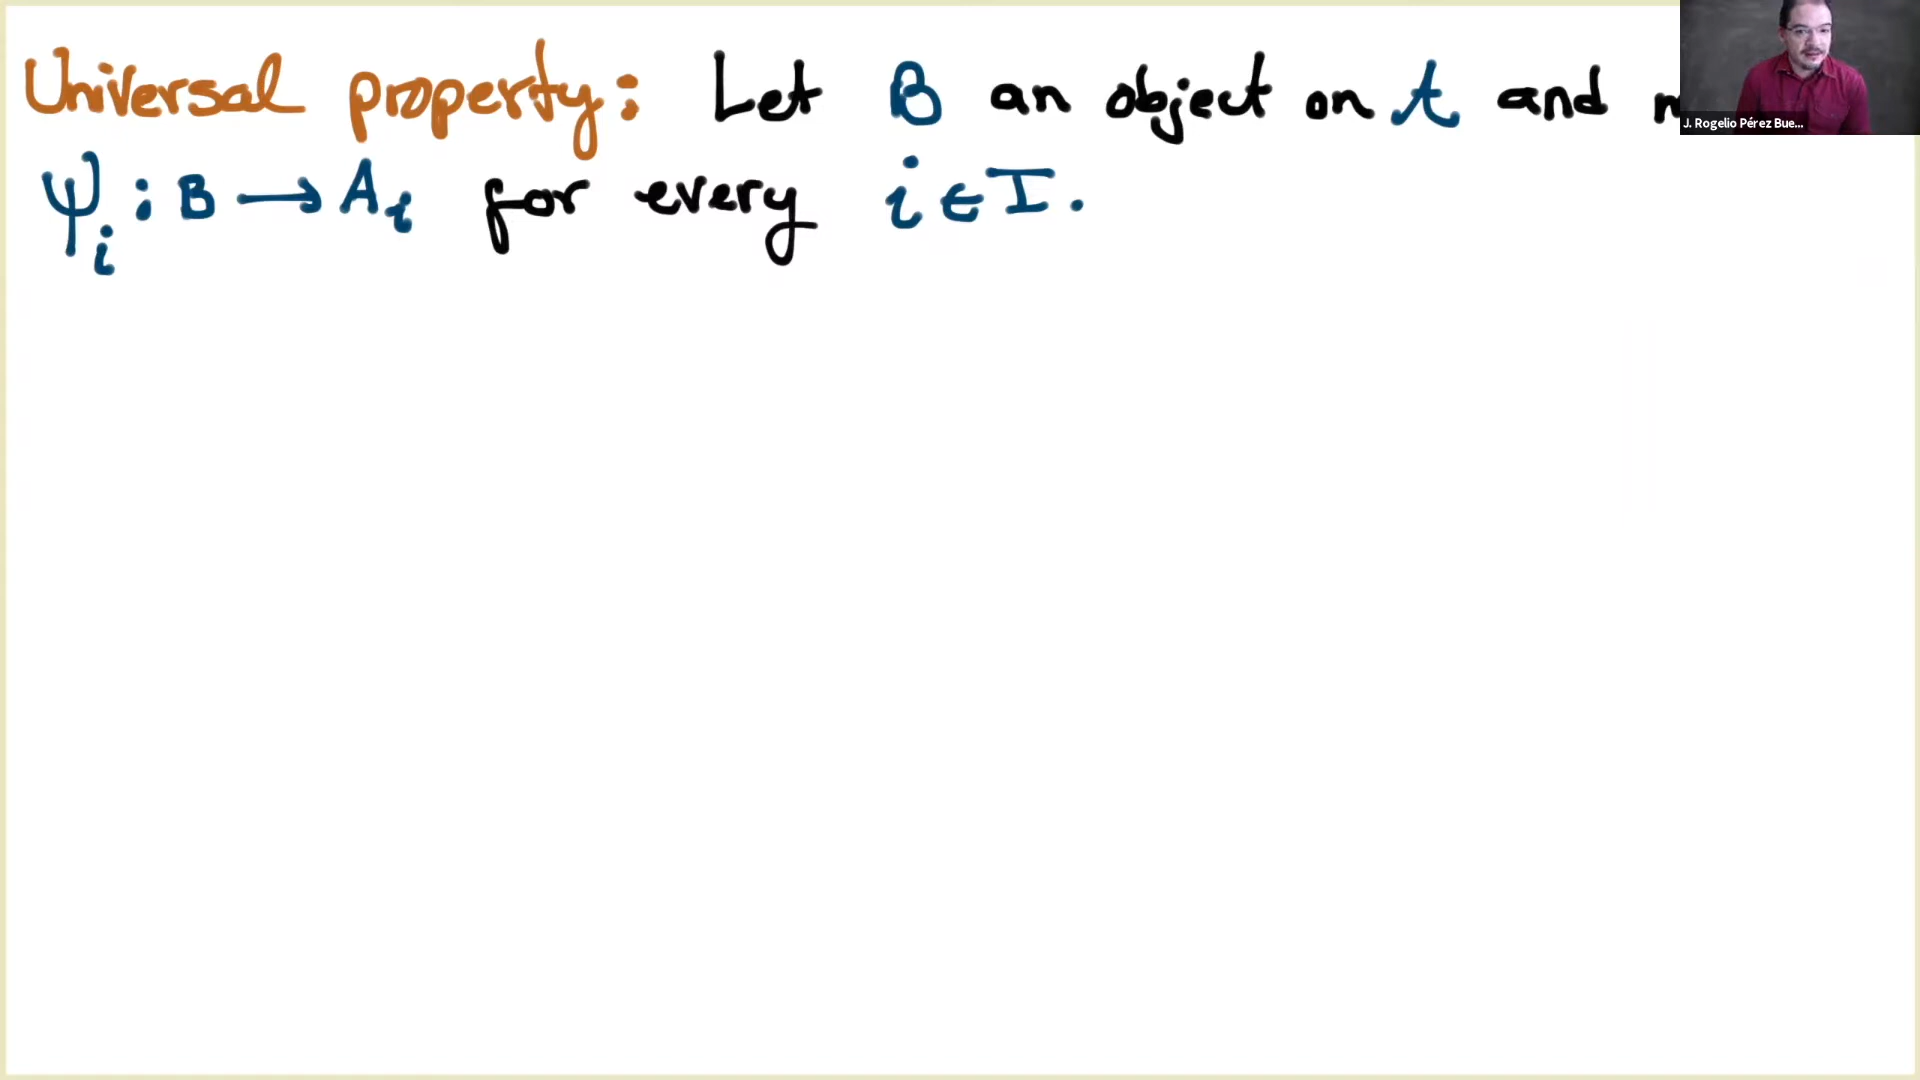 Universal property: Let B an object on A and
J. Rogelio Pérez Bue...
ψᵢ : B → Aᵢ for every i ∈ I.